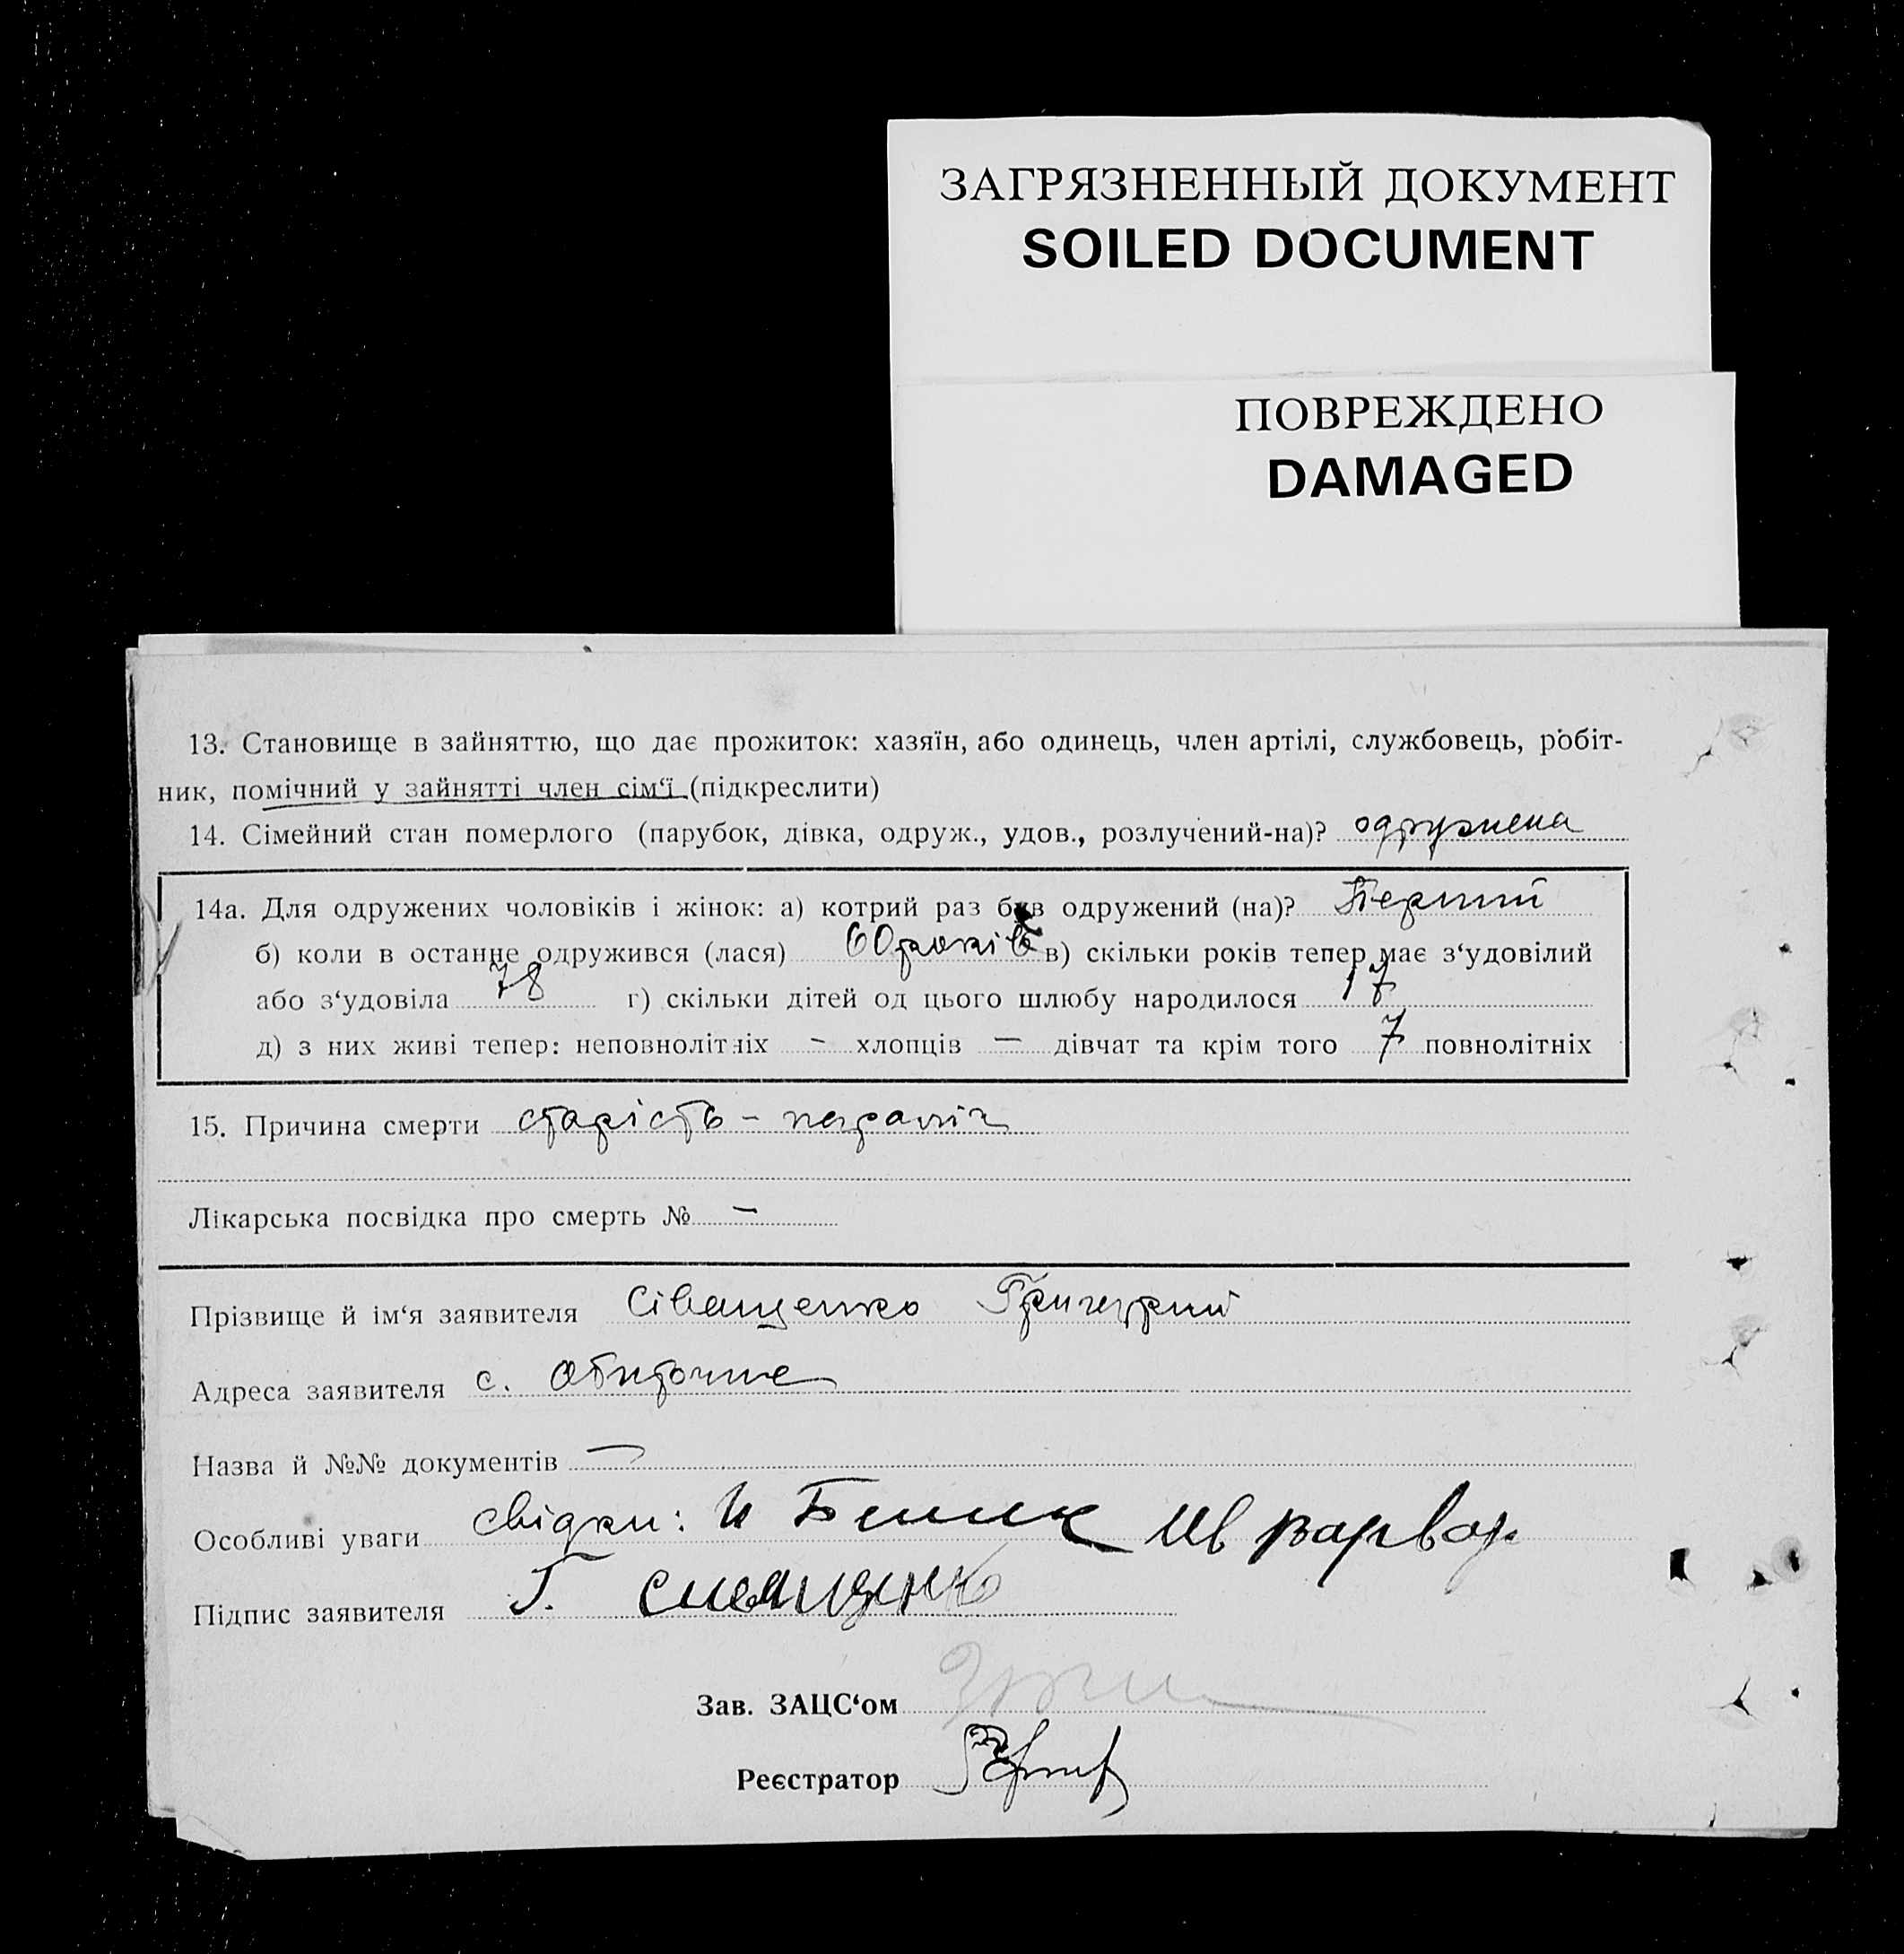 ЗАГРЯЗНЕННЫЙ ДОКУМЕНТ
SOILED DOCUMENT
ПОВРЕЖДЕНО
DAMAGED
13. Становище в зайняттю, що дає прожиток: хазяїн, або одинець, член артілі, службовець, робіт-
ник, помічний у зайнятті член сім‘ї (підкреслити)
14. Сімейний стан померлого (парубок, дівка, одруж., удов., розлучений-на)? одружена
14а. Для одружених чоловіків і жінок: а) котрий раз був одружений (на)? Перший
б) коли в останнє одружився (лася) 60 років в) скільки років тепер має з‘удовілий
або з‘удовіла 78 г) скільки дітей од цього шлюбу народилося 17
д) з них живі тепер: неповнолітніх - хлопців — дівчат та крім того 7 повнолітніх
15. Причина смерти старість - параліч
Лікарська посвідка про смерть № —
Прізвище й ім‘я заявителя Сіващенко Григорий
Адреса заявителя с.
Назва й №№ документів —
Особливі уваги свідки: И
Підпис заявителя Г. Сиващенко
Зав. ЗАЦС‘ом
Реєстратор